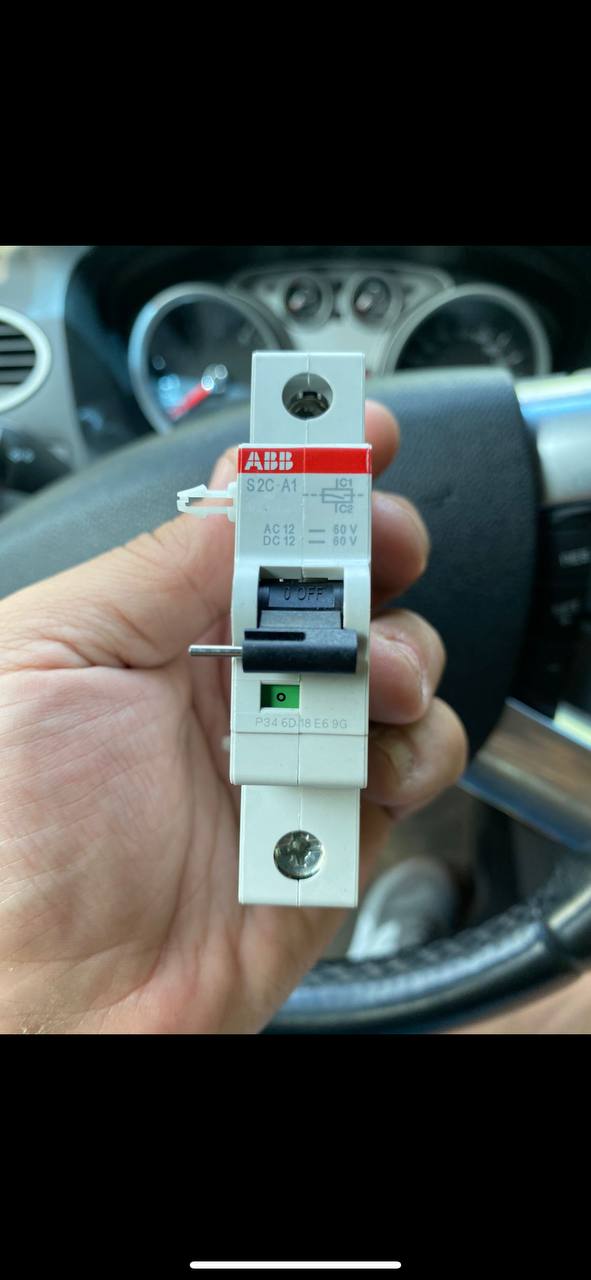 ABB
S2C-A1
C1
C2
AC 12 60 V
DC 12 60 V
0 OFF
O
P34 6D 18 E6 9G